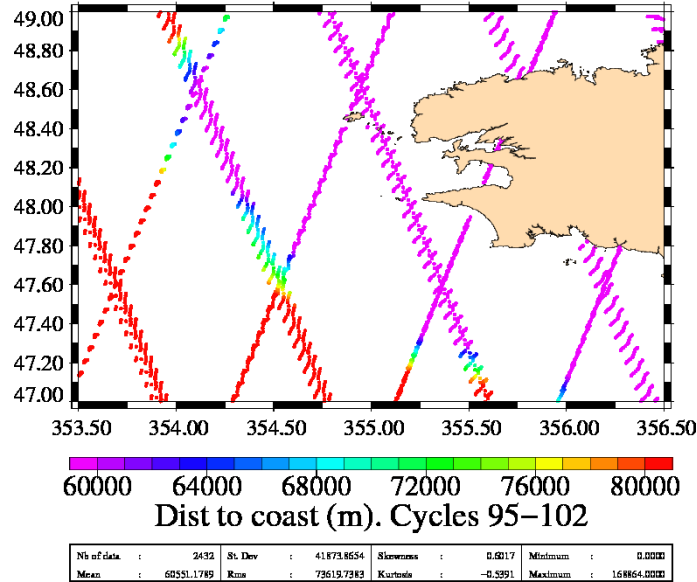 49.00
48.80
48.60
48.40
48.20
48.00
47.80
47.60
47.40
47.20
47.00
353.50 354.00 354.50 355.00 355.50 356.00 356.50
60000 64000 68000 72000 76000 80000
Dist to coast (m). Cycles 95−102
Nb of data : 2432 St. Dev : 41873.8654 Skewness 0.6017 Minimum : 0.0000
Mean : 60551.1789 Rms : 73619.7383 Kurtosis : −0.5391 Maximum : 168864.0000